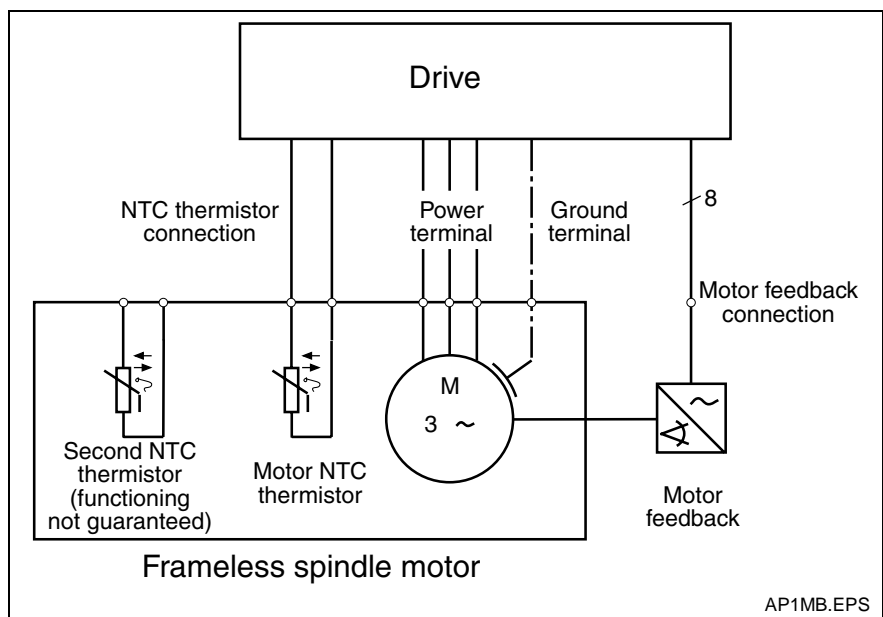 Drive
NTC thermistor
connection
Power
terminal
Ground
terminal
8
Motor feedback
connection
M
3 ~
Second NTC
thermistor
(functioning
not guaranteed)
Motor NTC
thermistor
Motor
feedback
Frameless spindle motor
AP1MB.EPS